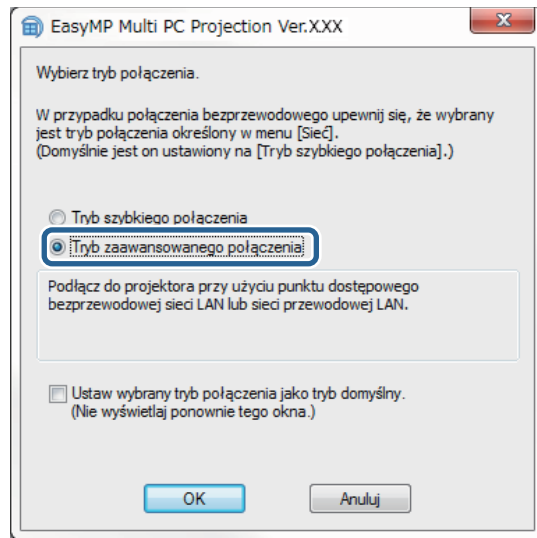 EasyMP Multi PC Projection Ver.XXX
Wybierz tryb połączenia.
W przypadku połączenia bezprzewodowego upewnij się, że wybrany
jest tryb połączenia określony w menu [Sieć].
(Domyślnie jest on ustawiony na [Tryb szybkiego połączenia].)
Tryb szybkiego połączenia
Tryb zaawansowanego połączenia
Podłącz do projektora przy użyciu punktu dostępowego
bezprzewodowej sieci LAN lub sieci przewodowej LAN.
Ustaw wybrany tryb połączenia jako tryb domyślny.
(Nie wyświetlaj ponownie tego okna.)
OK
Anuluj